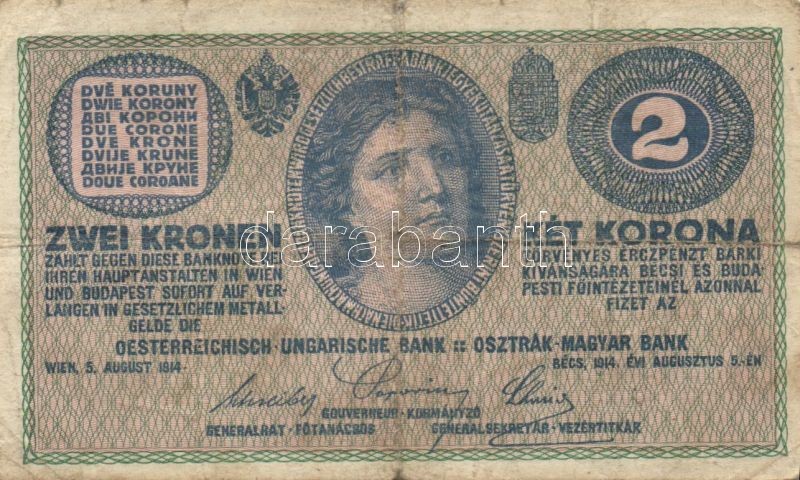 DVĚ KORUNY
DWIE KORONY
ДВІ КОРОНИ
DUE CORONE
DVE KRONE
DVIJE KRUNE
ДВИЈЕ КРУНЕ
DOUE COROANE
2
ZWEI KRONEN
ZAHLT GEGEN DIESE BANKNOTE BEI
IHREN HAUPTANSTALTEN IN WIEN
UND BUDAPEST SOFORT AUF VER-
LANGEN IN GESETZLICHEM METALL-
GELDE DIE
KÉT KORONA
TÖRVÉNYES ÉRCZPÉNZT BÁRKI
KIVÁNSÁGÁRA BÉCSI ÉS BUDA-
PESTI FŐINTÉZETEINÉL AZONNAL
FIZET AZ
darabanth
OESTERREICHISCH-UNGARISCHE BANK :: OSZTRÁK-MAGYAR BANK
WIEN, 5. AUGUST 1914.
BÉCS, 1914. ÉVI AUGUSZTUS 5.-ÉN
GOUVERNEUR · KORMÁNYZÓ
GENERALRAT · FŐTANÁCSOS
GENERALSEKRETÄR · VEZÉRTITKÁR